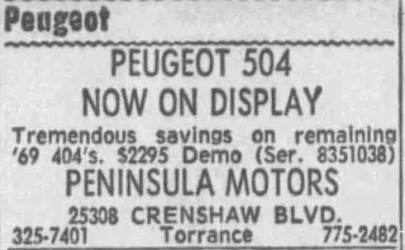 Peugeot
PEUGEOT 504
NOW ON DISPLAY
Tremendous savings on remaining
'69 404's. $2295 Demo (Ser. 8351038)
PENINSULA MOTORS
25308 CRENSHAW BLVD.
325-7401 Torrance 775-2482